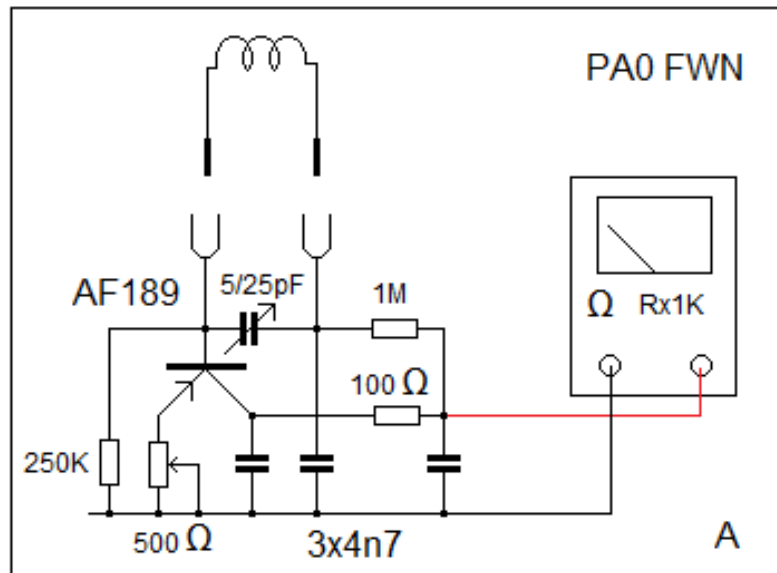 PA0 FWN
AF189
5/25pF
1M
Ω Rx1K
100 Ω
250K
500 Ω
3x4n7
A